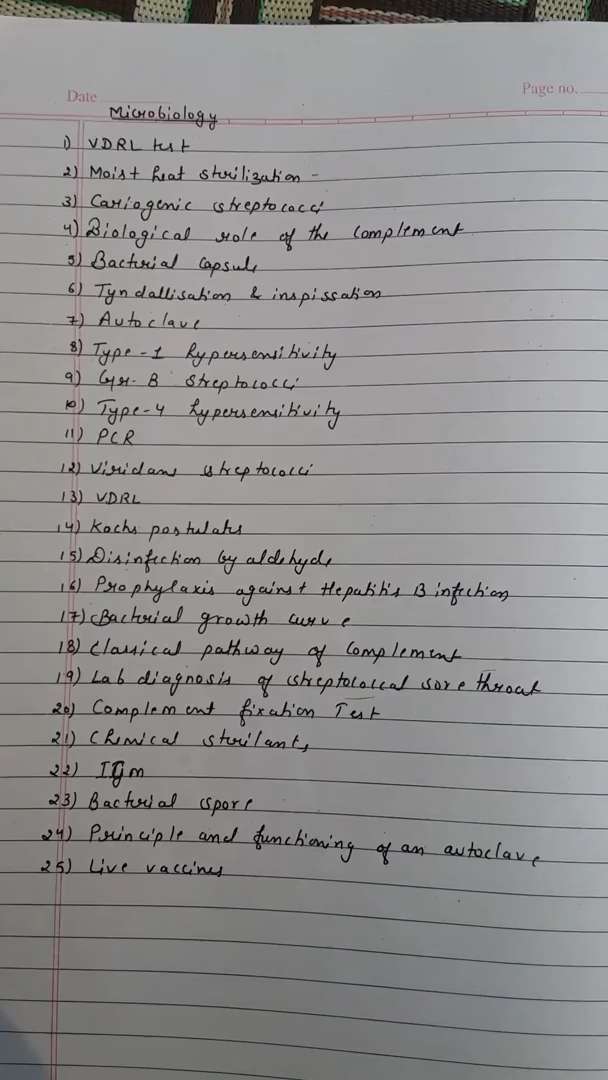 Date
Page no.
Microbiology
1) VDRL test
2) Moist heat sterilization -
3) Cariogenic streptococci
4) Biological role of the complement
5) Bacterial capsule
6) Tyndallisation & inspissation
7) Autoclave
8) Type-1 hypersensitivity
9) Grp-B streptococci
10) Type-4 hypersensitivity
11) PCR
12) Viridans streptococci
13) VDRL
14) Kochs postulates
15) Disinfection by aldehyde
16) Prophylaxis against Hepatitis B infection
17) Bacterial growth curve
18) Classical pathway of complement
19) Lab diagnosis of streptococcal sore throat
20) Complement fixation Test
21) Chemical sterilants
22) IgM
23) Bacterial spore
24) Principle and functioning of an autoclave
25) Live vaccines